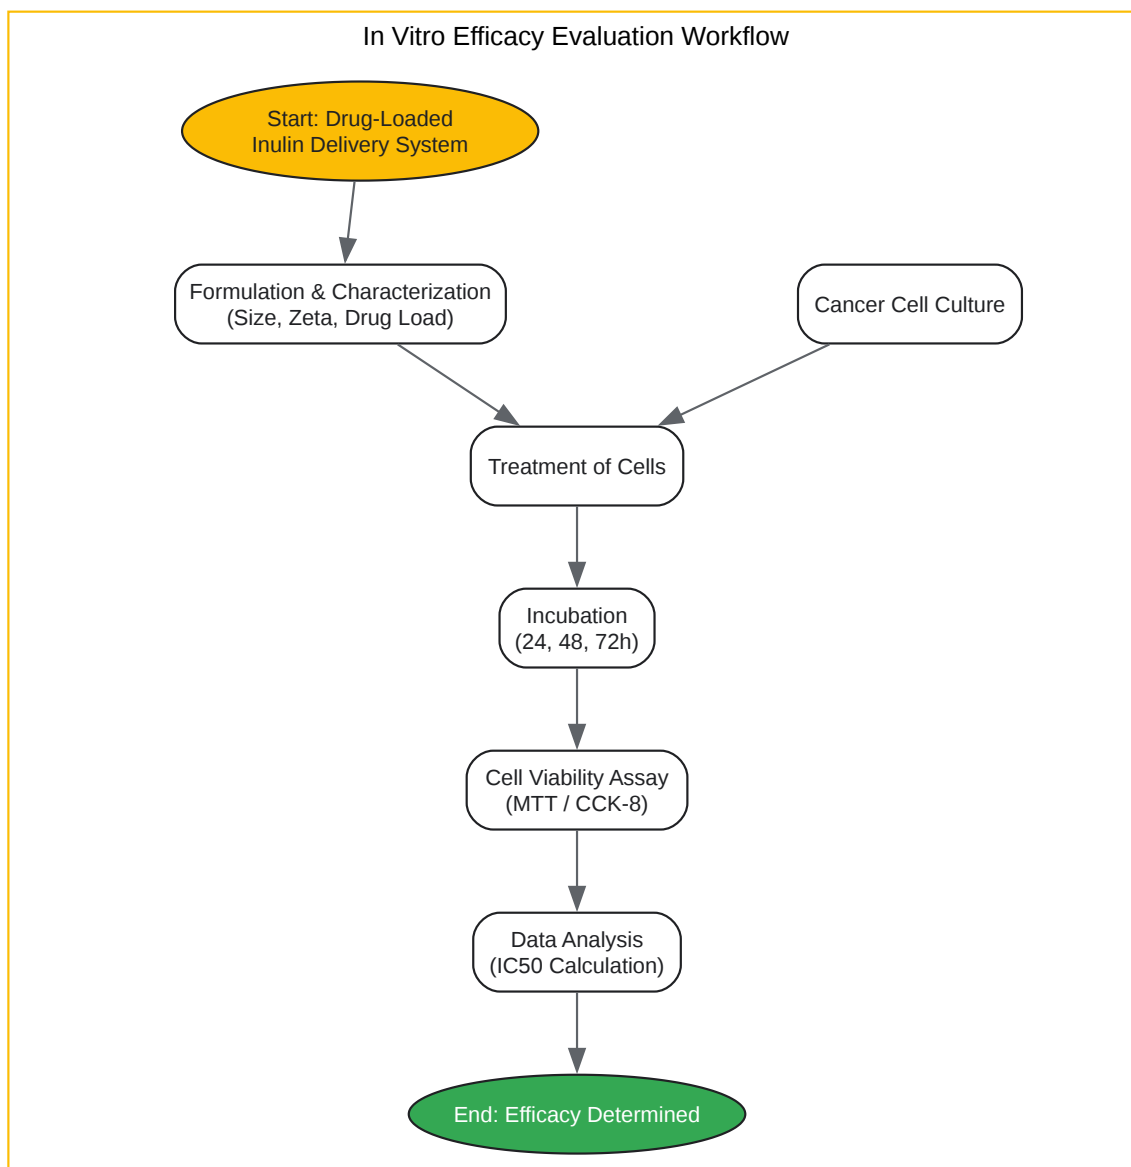 In Vitro Efficacy Evaluation Workflow
Start: Drug-Loaded
Inulin Delivery System
Formulation & Characterization
(Size, Zeta, Drug Load)
Cancer Cell Culture
Treatment of Cells
Incubation
(24, 48, 72h)
Cell Viability Assay
(MTT / CCK-8)
Data Analysis
(IC50 Calculation)
End: Efficacy Determined